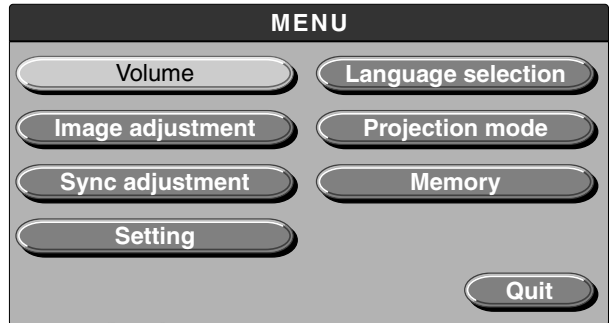 MENU
Volume
Language selection
Image adjustment
Projection mode
Sync adjustment
Memory
Setting
Quit